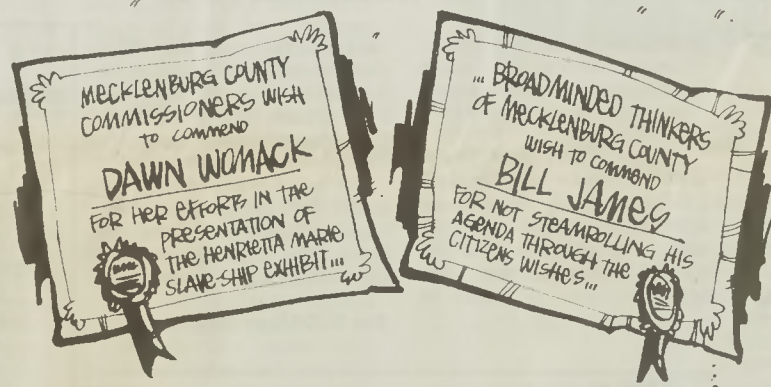 MECKLENBURG COUNTY
COMMISSIONERS WISH
TO COMMEND
DAWN WOMACK
FOR HER EFFORTS IN THE
PRESENTATION OF
THE HENRIETTA MARIE
SLAVE SHIP EXHIBIT...
... BROADMINDED THINKERS
OF MECKLENBURG COUNTY
WISH TO COMMEND
BILL JAMES
FOR NOT STEAMROLLING HIS
AGENDA THROUGH THE
CITIZENS WISHES...